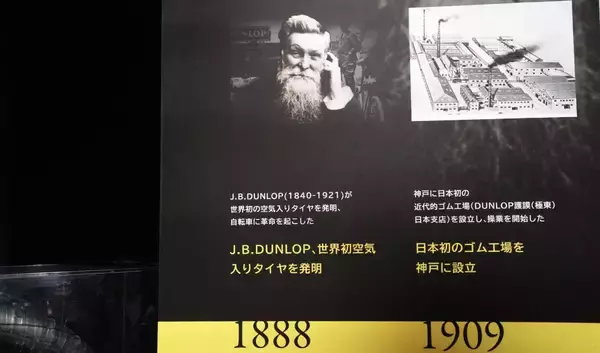 DUNLOP
J.B.DUNLOP(1840-1921)が
世界初の空気入りタイヤを発明、
自転車に革命を起こした
J.B.DUNLOP、世界初空気
入りタイヤを発明
1888
神戸に日本初の
近代的ゴム工場(DUNLOP護謨(極東)
日本支店)を設立し、操業を開始した
日本初のゴム工場を
神戸に設立
1909